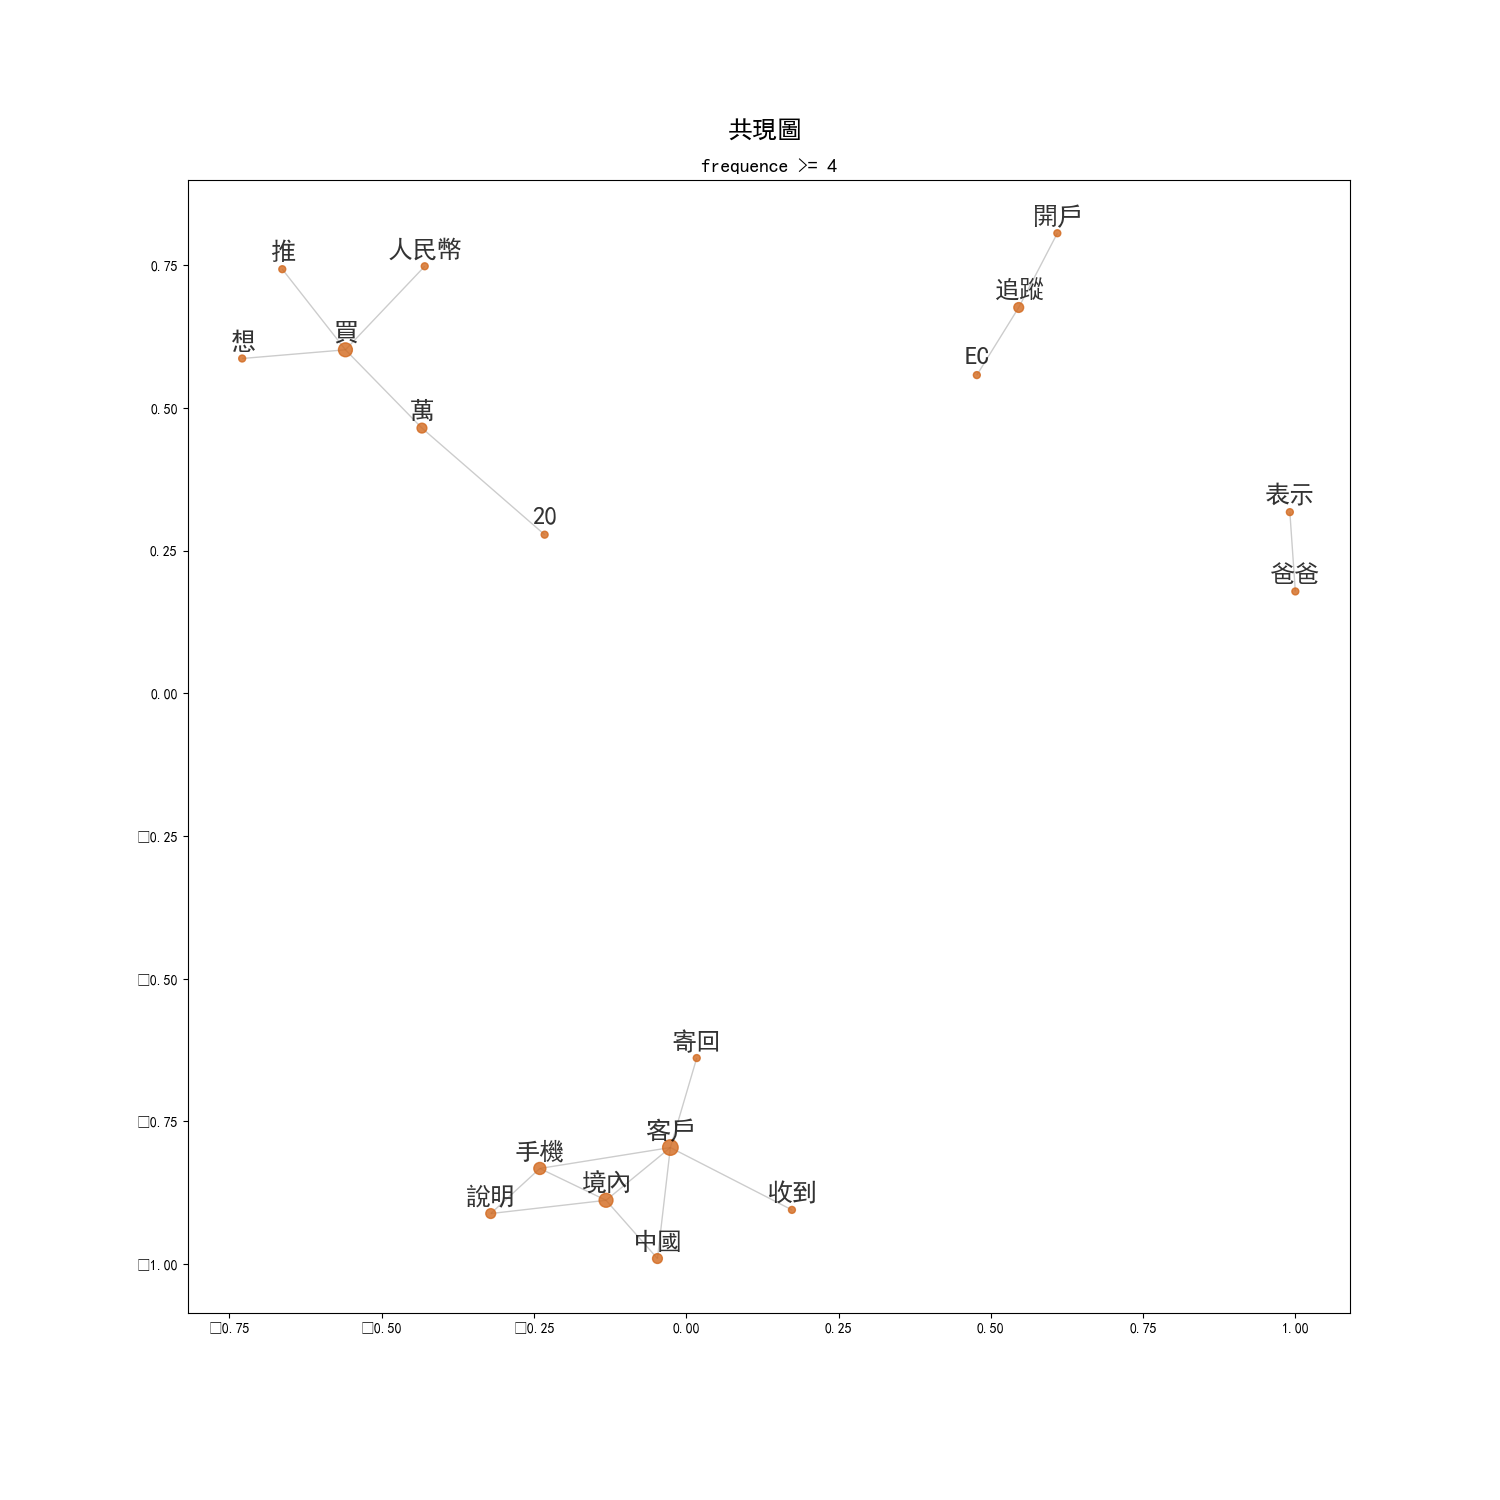 共現圖
frequence >= 4
開戶
推
人民幣
追蹤
買
想
EC
萬
表示
20
爸爸
寄回
客戶
手機
境內
收到
說明
中國
0.75
0.50
0.25
0.00
□0.25
□0.50
□0.75
□1.00
□0.75 □0.50 □0.25 0.00 0.25 0.50 0.75 1.00